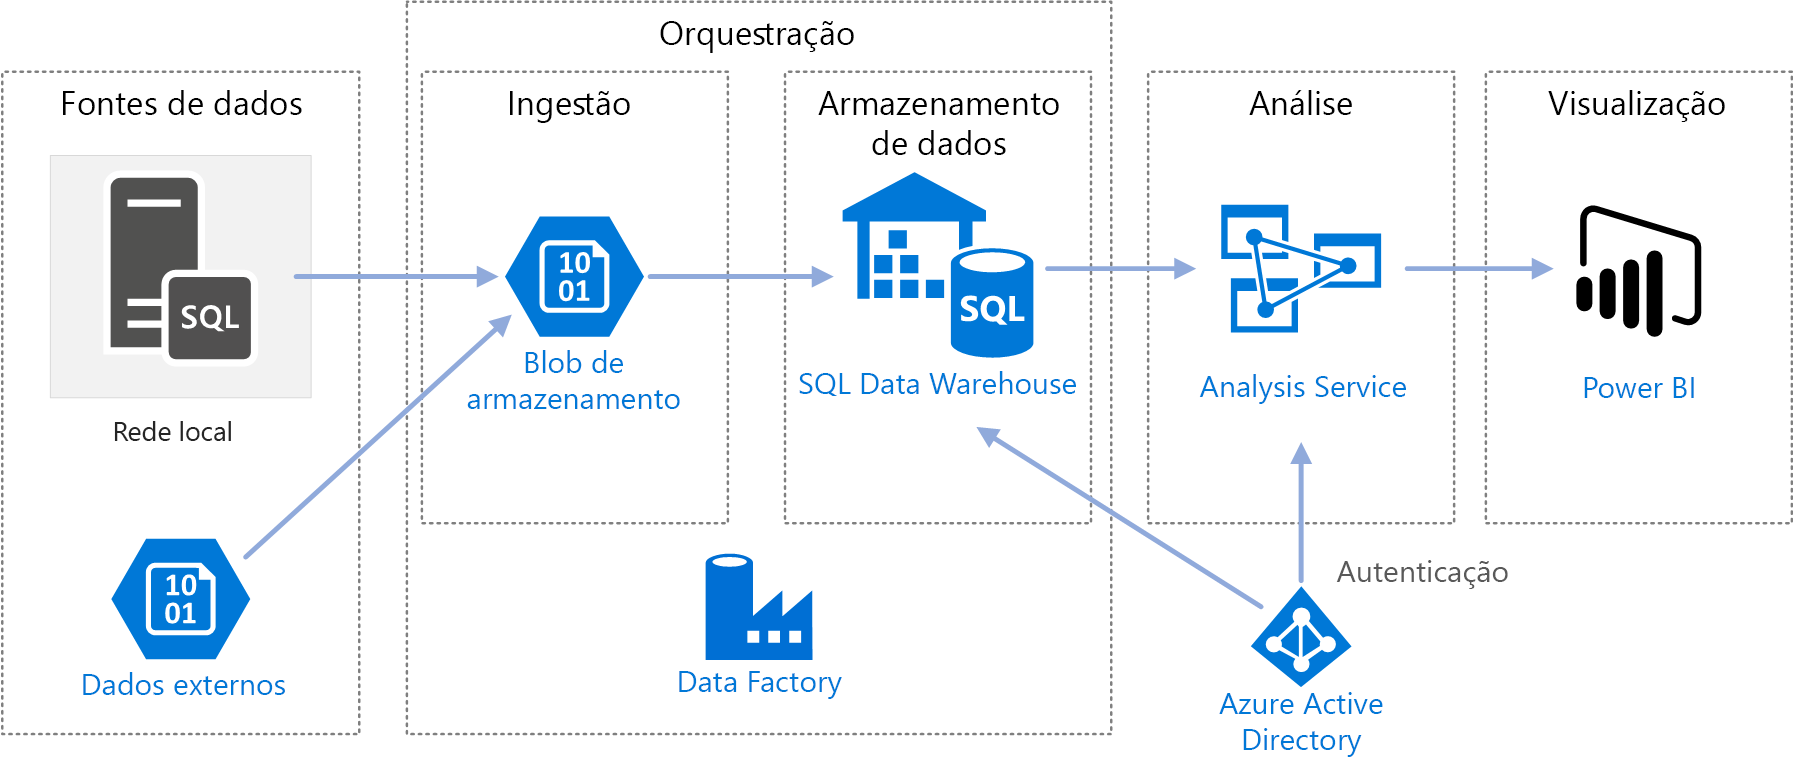 Orquestração
Fontes de dados
Ingestão
Armazenamento
de dados
Análise
Visualização
SQL
Rede local
10
01
Blob de
armazenamento
SQL
SQL Data Warehouse
Analysis Service
Power BI
10
01
Dados externos
Data Factory
Autenticação
Azure Active
Directory